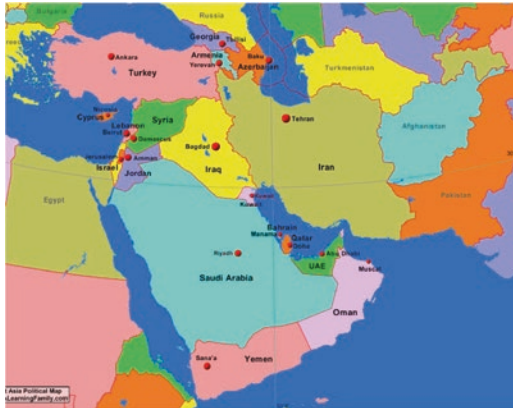 Bulgaria
Russia
Georgia
Tbilisi
Armenia
Yerevan
Baku
Azerbaijan
Turkmenistan
Ankara
Turkey
Nicosia
Cyprus
Lebanon
Beirut
Syria
Damascus
Tehran
Afghanistan
Jerusalem
Amman
Israel
Jordan
Bagdad
Iraq
Iran
Egypt
Kuwait
Kuwait
Pakistan
Bahrain
Manama
Qatar
Doha
Riyadh
Abu Dhabi
UAE
Muscat
Saudi Arabia
Oman
Sana'a
Yemen
Asia Political Map
LearningFamily.com